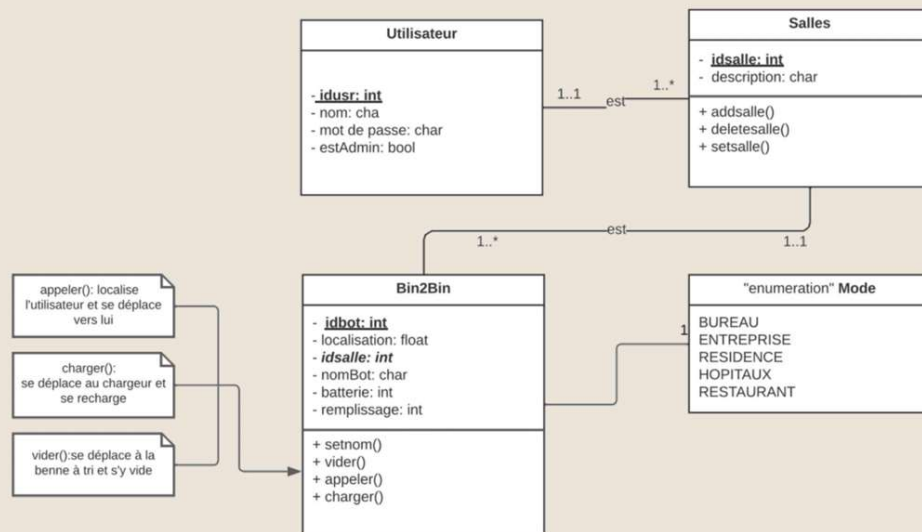 Utilisateur
- idusr: int
- nom: cha
- mot de passe: char
- estAdmin: bool
1..1
est
1..*
Salles
- idsalle: int
- description: char
+ addsalle()
+ deletesalle()
+ setsalle()
1..*
est
1..1
appeler(): localise
l'utilisateur et se déplace
vers lui
charger():
se déplace au chargeur et
se recharge
vider():se déplace à la
benne à tri et s'y vide
Bin2Bin
- idbot: int
- localisation: float
- idsalle: int
- nomBot: char
- batterie: int
- remplissage: int
+ setnom()
+ vider()
+ appeler()
+ charger()
1
"enumeration" Mode
BUREAU
ENTREPRISE
RESIDENCE
HOPITAUX
RESTAURANT